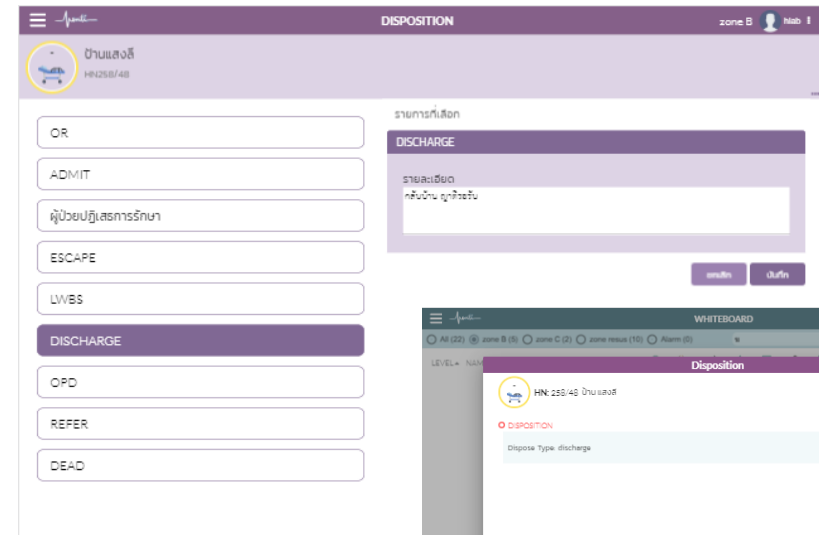 DISPOSITION
zone B
hlab
ป้านแสงลี
HN258/48
OR
ADMIT
ผู้ป่วยปฏิเสธการรักษา
ESCAPE
LWBS
DISCHARGE
OPD
REFER
DEAD
รายการที่เลือก
DISCHARGE
รายละเอียด
กลับบ้าน ญาติรอรับ
ยกเลิก
บันทึก
WHITEBOARD
All (22) zone B (8) zone C (2) zone resus (10) Alarm (0)
LEVEL NAM
Disposition
HN: 258/48 ป้านแสงลี
DISPOSITION
Dispose Type: discharge